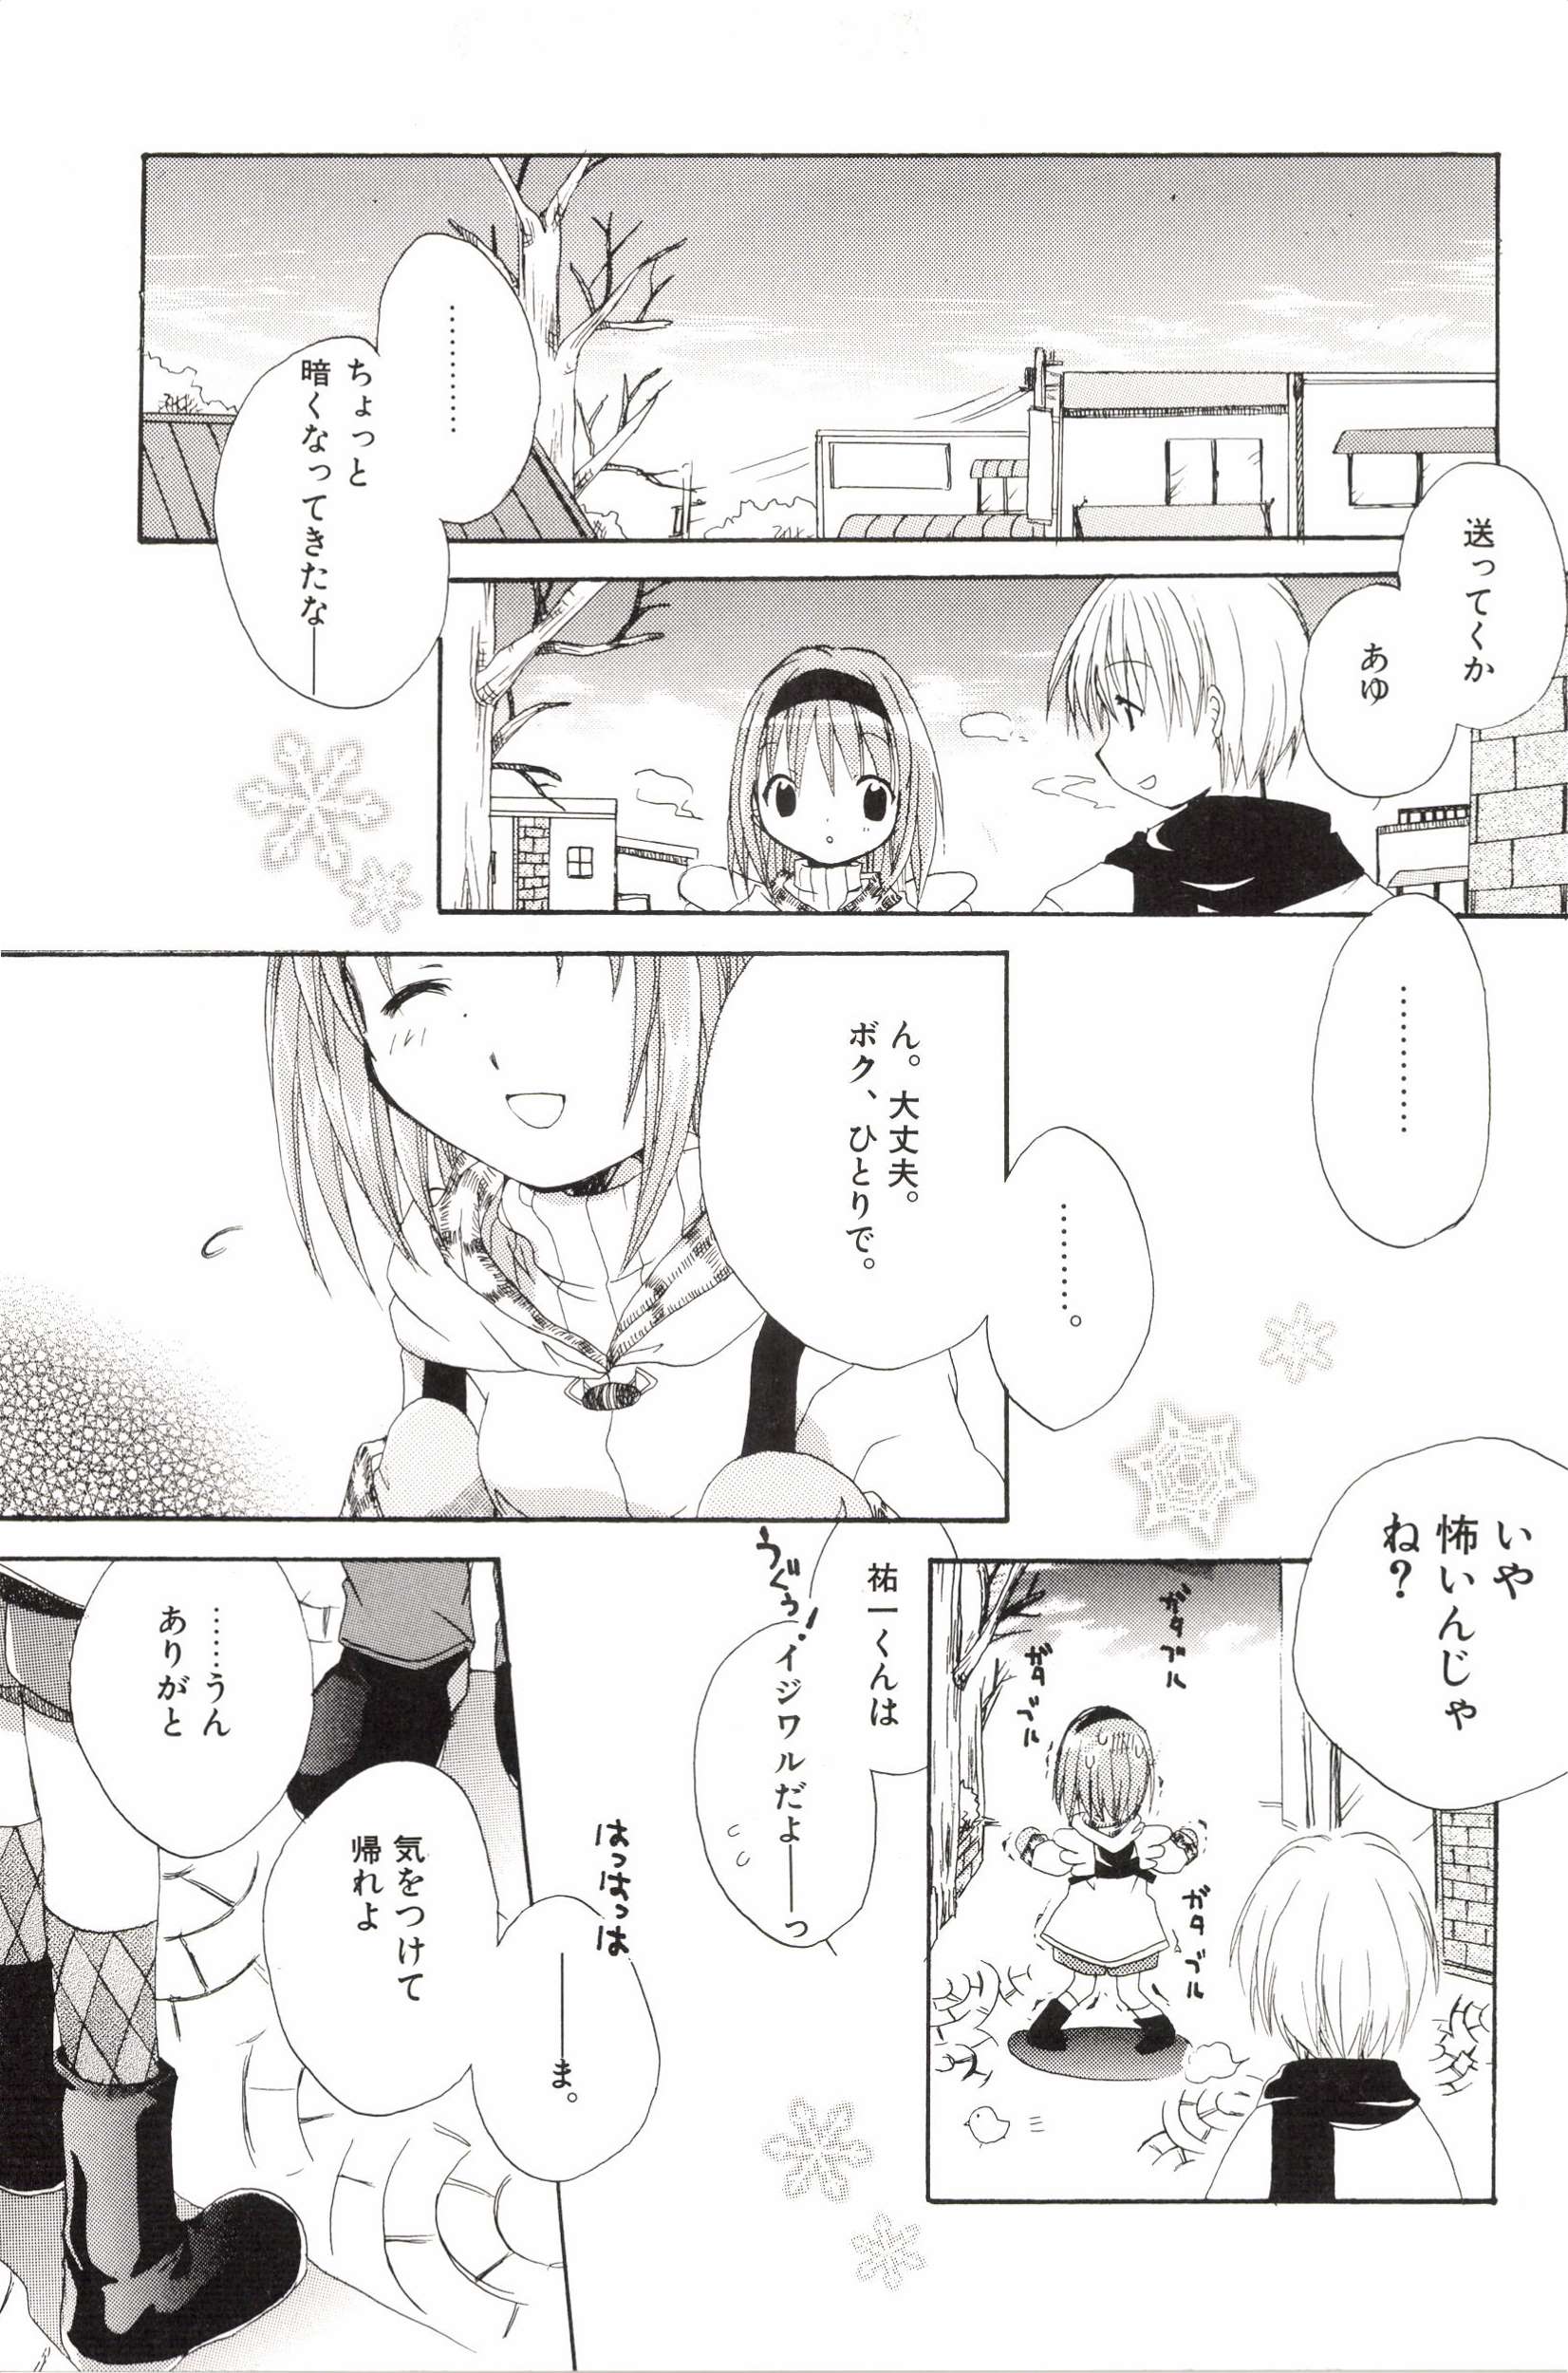 …………
ちょっと
暗くなってきたな――
送ってくか
あゆ
…………
………。
ん。大丈夫。
ボク、ひとりで。
いや
怖いんじゃ
ね?
ガタブル
ガタブル
ガタブル
祐一くんは
うぐぅ!
イジワルだよ――っ
はっはっは
――ま。
気をつけて
帰れよ
……うん
ありがと